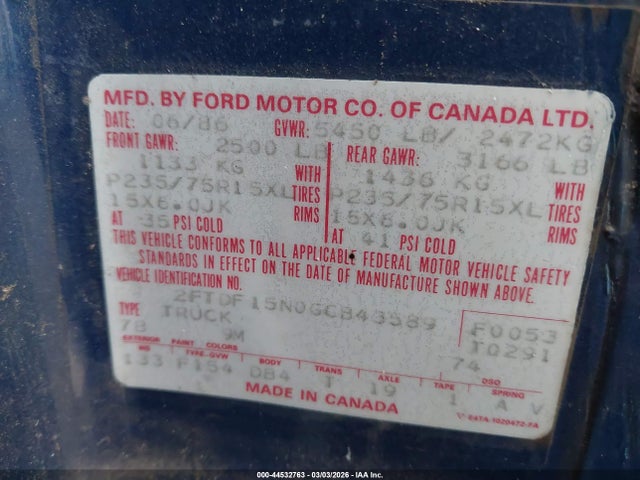 MFD. BY FORD MOTOR CO. OF CANADA LTD.
DATE: 06/86 GVWR: 5450 LB/ 2472KG
FRONT GAWR: 2500 LB REAR GAWR: 3166 LB
1133 KG WITH 1436 KG WITH
P235/75R15XL TIRES P235/75R15XL TIRES
15X6.0JK RIMS 15X6.0JK RIMS
AT 35 PSI COLD AT 41 PSI COLD
THIS VEHICLE CONFORMS TO ALL APPLICABLE FEDERAL MOTOR VEHICLE SAFETY
STANDARDS IN EFFECT ON THE DATE OF MANUFACTURE SHOWN ABOVE.
VEHICLE IDENTIFICATION NO.
2FTDF15N0GCB43589 F0053
TYPE TRUCK T0291
7B 9M 74
EXTERIOR PAINT COLORS DSO
WB TYPE-GVW BODY TRANS AXLE TAPE SPRING
133 F154 DB4 T 19 1 A V
MADE IN CANADA
000-44532763 - 03/03/2026 - IAA Inc.